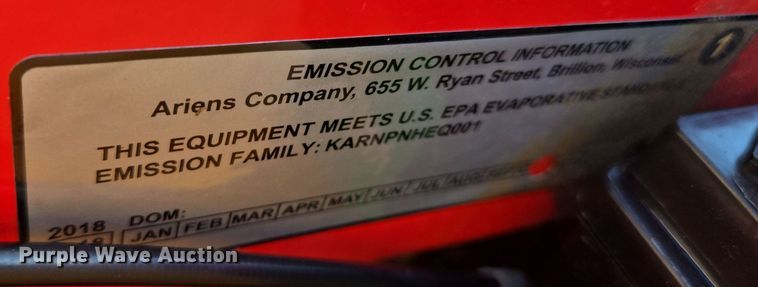 EMISSION CONTROL INFORMATION
Ariens Company, 655 W. Ryan Street, Brillion, Wisconsin
1
THIS EQUIPMENT MEETS U.S. EPA EVAPORATIVE
EMISSION FAMILY: KARNPNHEQ001
2018 DOM:
JAN FEB MAR APR MAY JUN JUL AUG SEPT
Purple Wave Auction